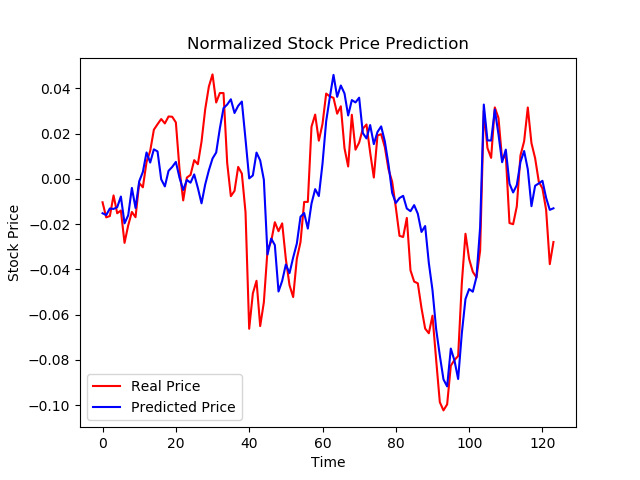 Normalized Stock Price Prediction
0.04
0.02
0.00
−0.02
−0.04
−0.06
−0.08
−0.10
Stock Price
Real Price
Predicted Price
0 20 40 60 80 100 120
Time